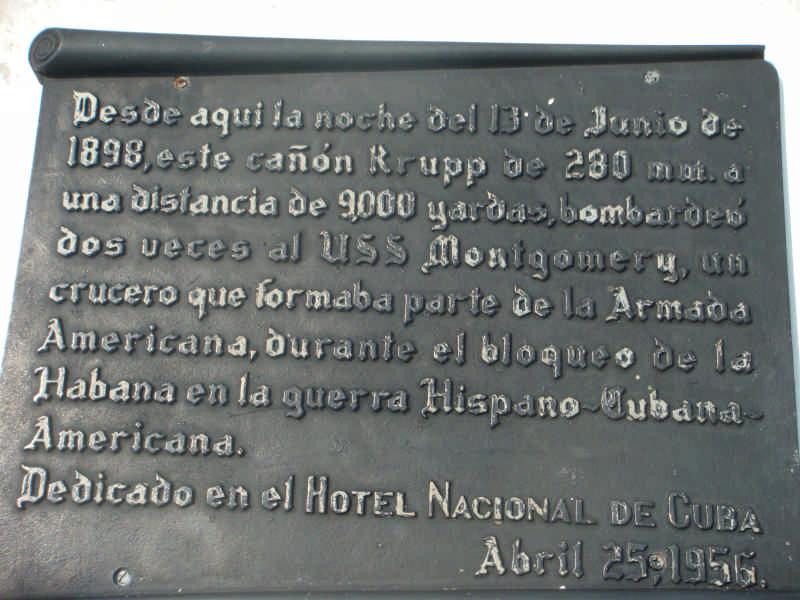 Desde aqui la noche del 13 de Junio de
1898, este cañón Krupp de 280 mm. a
una distancia de 9,000 yardas, bombardeó
dos veces al USS Montgomery, un
crucero que formaba parte de la Armada
Americana, durante el bloqueo de la
Habana en la guerra Hispano-Cubana-
Americana.
Dedicado en el HOTEL NACIONAL DE CUBA
Abril 25, 1956.